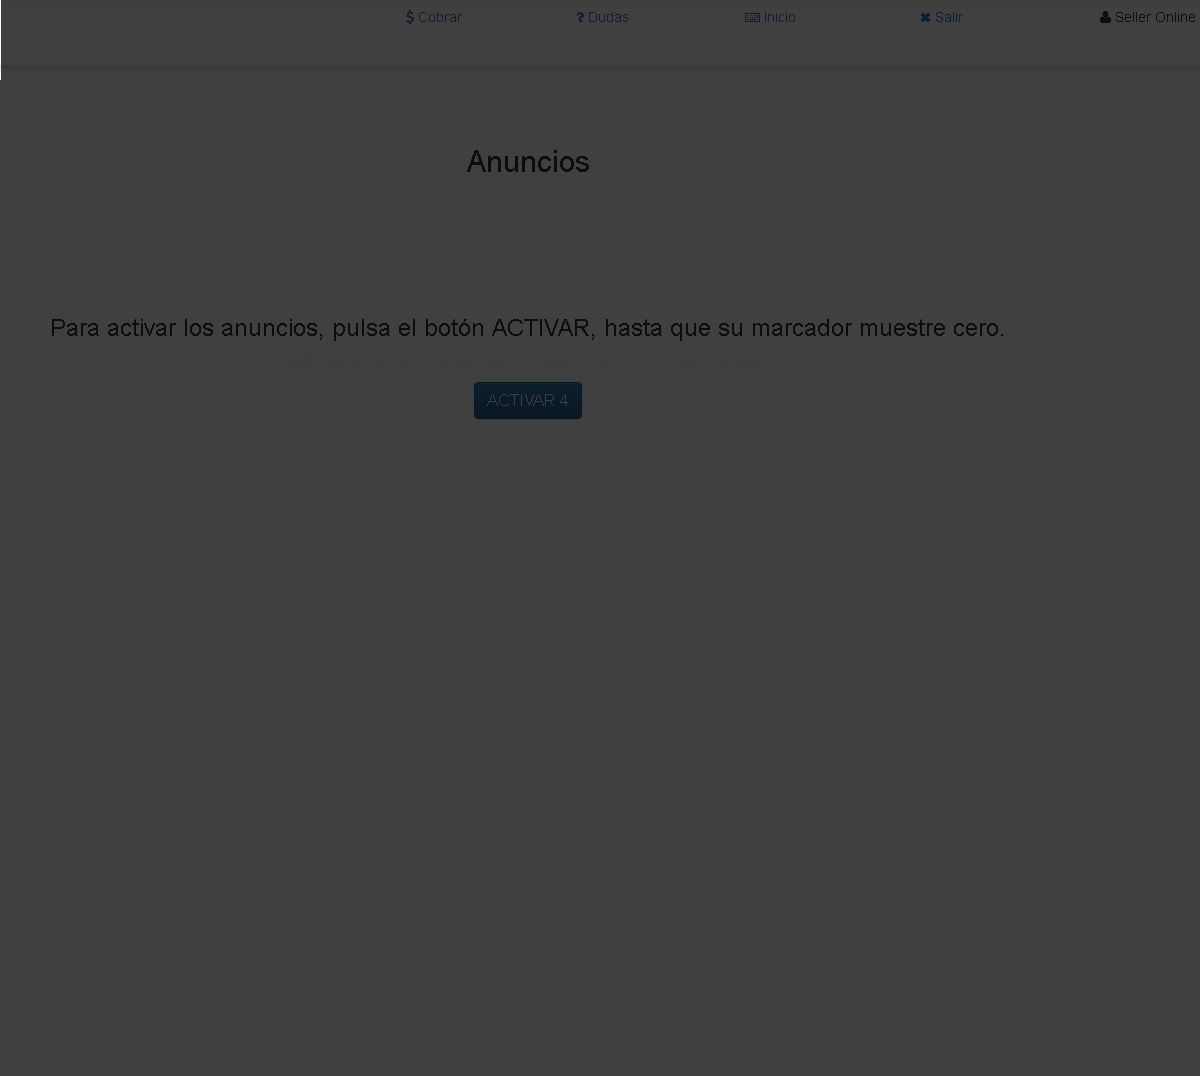 $ Cobrar
? Dudas
Inicio
Salir
Seller Online
Anuncios
Para activar los anuncios, pulsa el botón ACTIVAR, hasta que su marcador muestre cero.
ACTIVAR 4